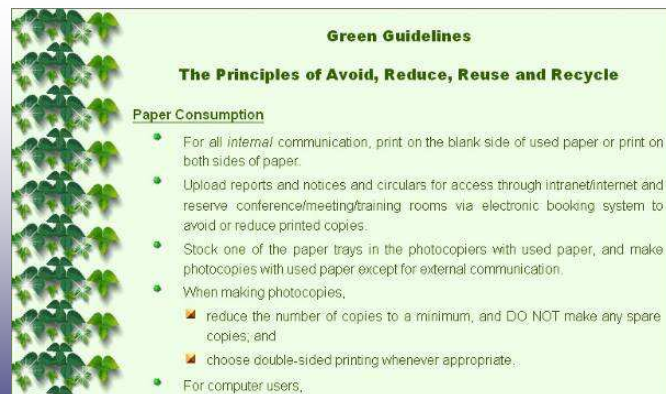 Green Guidelines
The Principles of Avoid, Reduce, Reuse and Recycle
Paper Consumption
For all internal communication, print on the blank side of used paper or print on
both sides of paper.
Upload reports and notices and circulars for access through intranet/internet and
reserve conference/meeting/training rooms via electronic booking system to
avoid or reduce printed copies.
Stock one of the paper trays in the photocopiers with used paper, and make
photocopies with used paper except for external communication.
When making photocopies,
reduce the number of copies to a minimum, and DO NOT make any spare
copies; and
choose double-sided printing whenever appropriate.
For computer users,